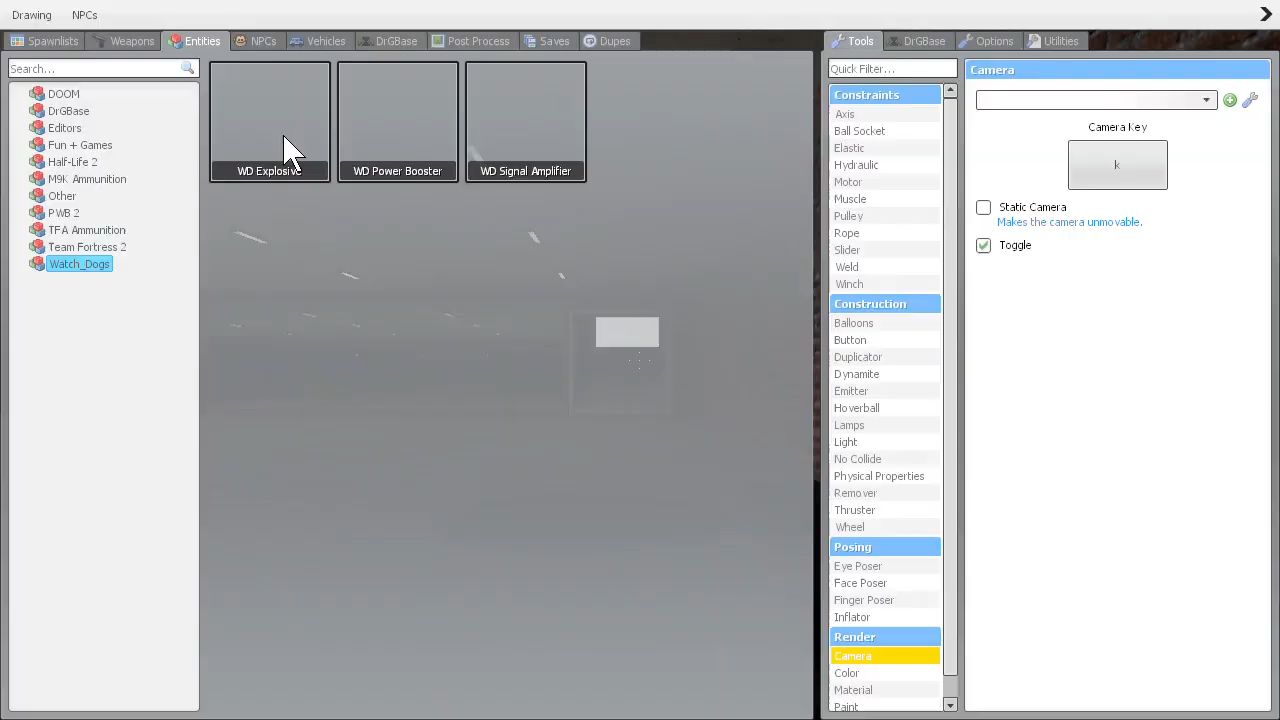 Drawing NPCs
Spawnlists Weapons Entities NPCs Vehicles DrGBase Post Process Saves Dupes
Search...
DOOM
DrGBase
Editors
Fun + Games
Half-Life 2
M9K Ammunition
Other
PWB 2
TFA Ammunition
Team Fortress 2
Watch_Dogs
WD Explosive WD Power Booster WD Signal Amplifier
Tools DrGBase Options Utilities
Quick Filter...
Constraints
Axis
Ball Socket
Elastic
Hydraulic
Motor
Muscle
Pulley
Rope
Slider
Weld
Winch
Construction
Balloons
Button
Duplicator
Dynamite
Emitter
Hoverball
Lamps
Light
No Collide
Physical Properties
Remover
Thruster
Wheel
Posing
Eye Poser
Face Poser
Finger Poser
Inflator
Render
Camera
Color
Material
Paint
Camera
Camera Key
k
Static Camera
Makes the camera unmovable.
Toggle